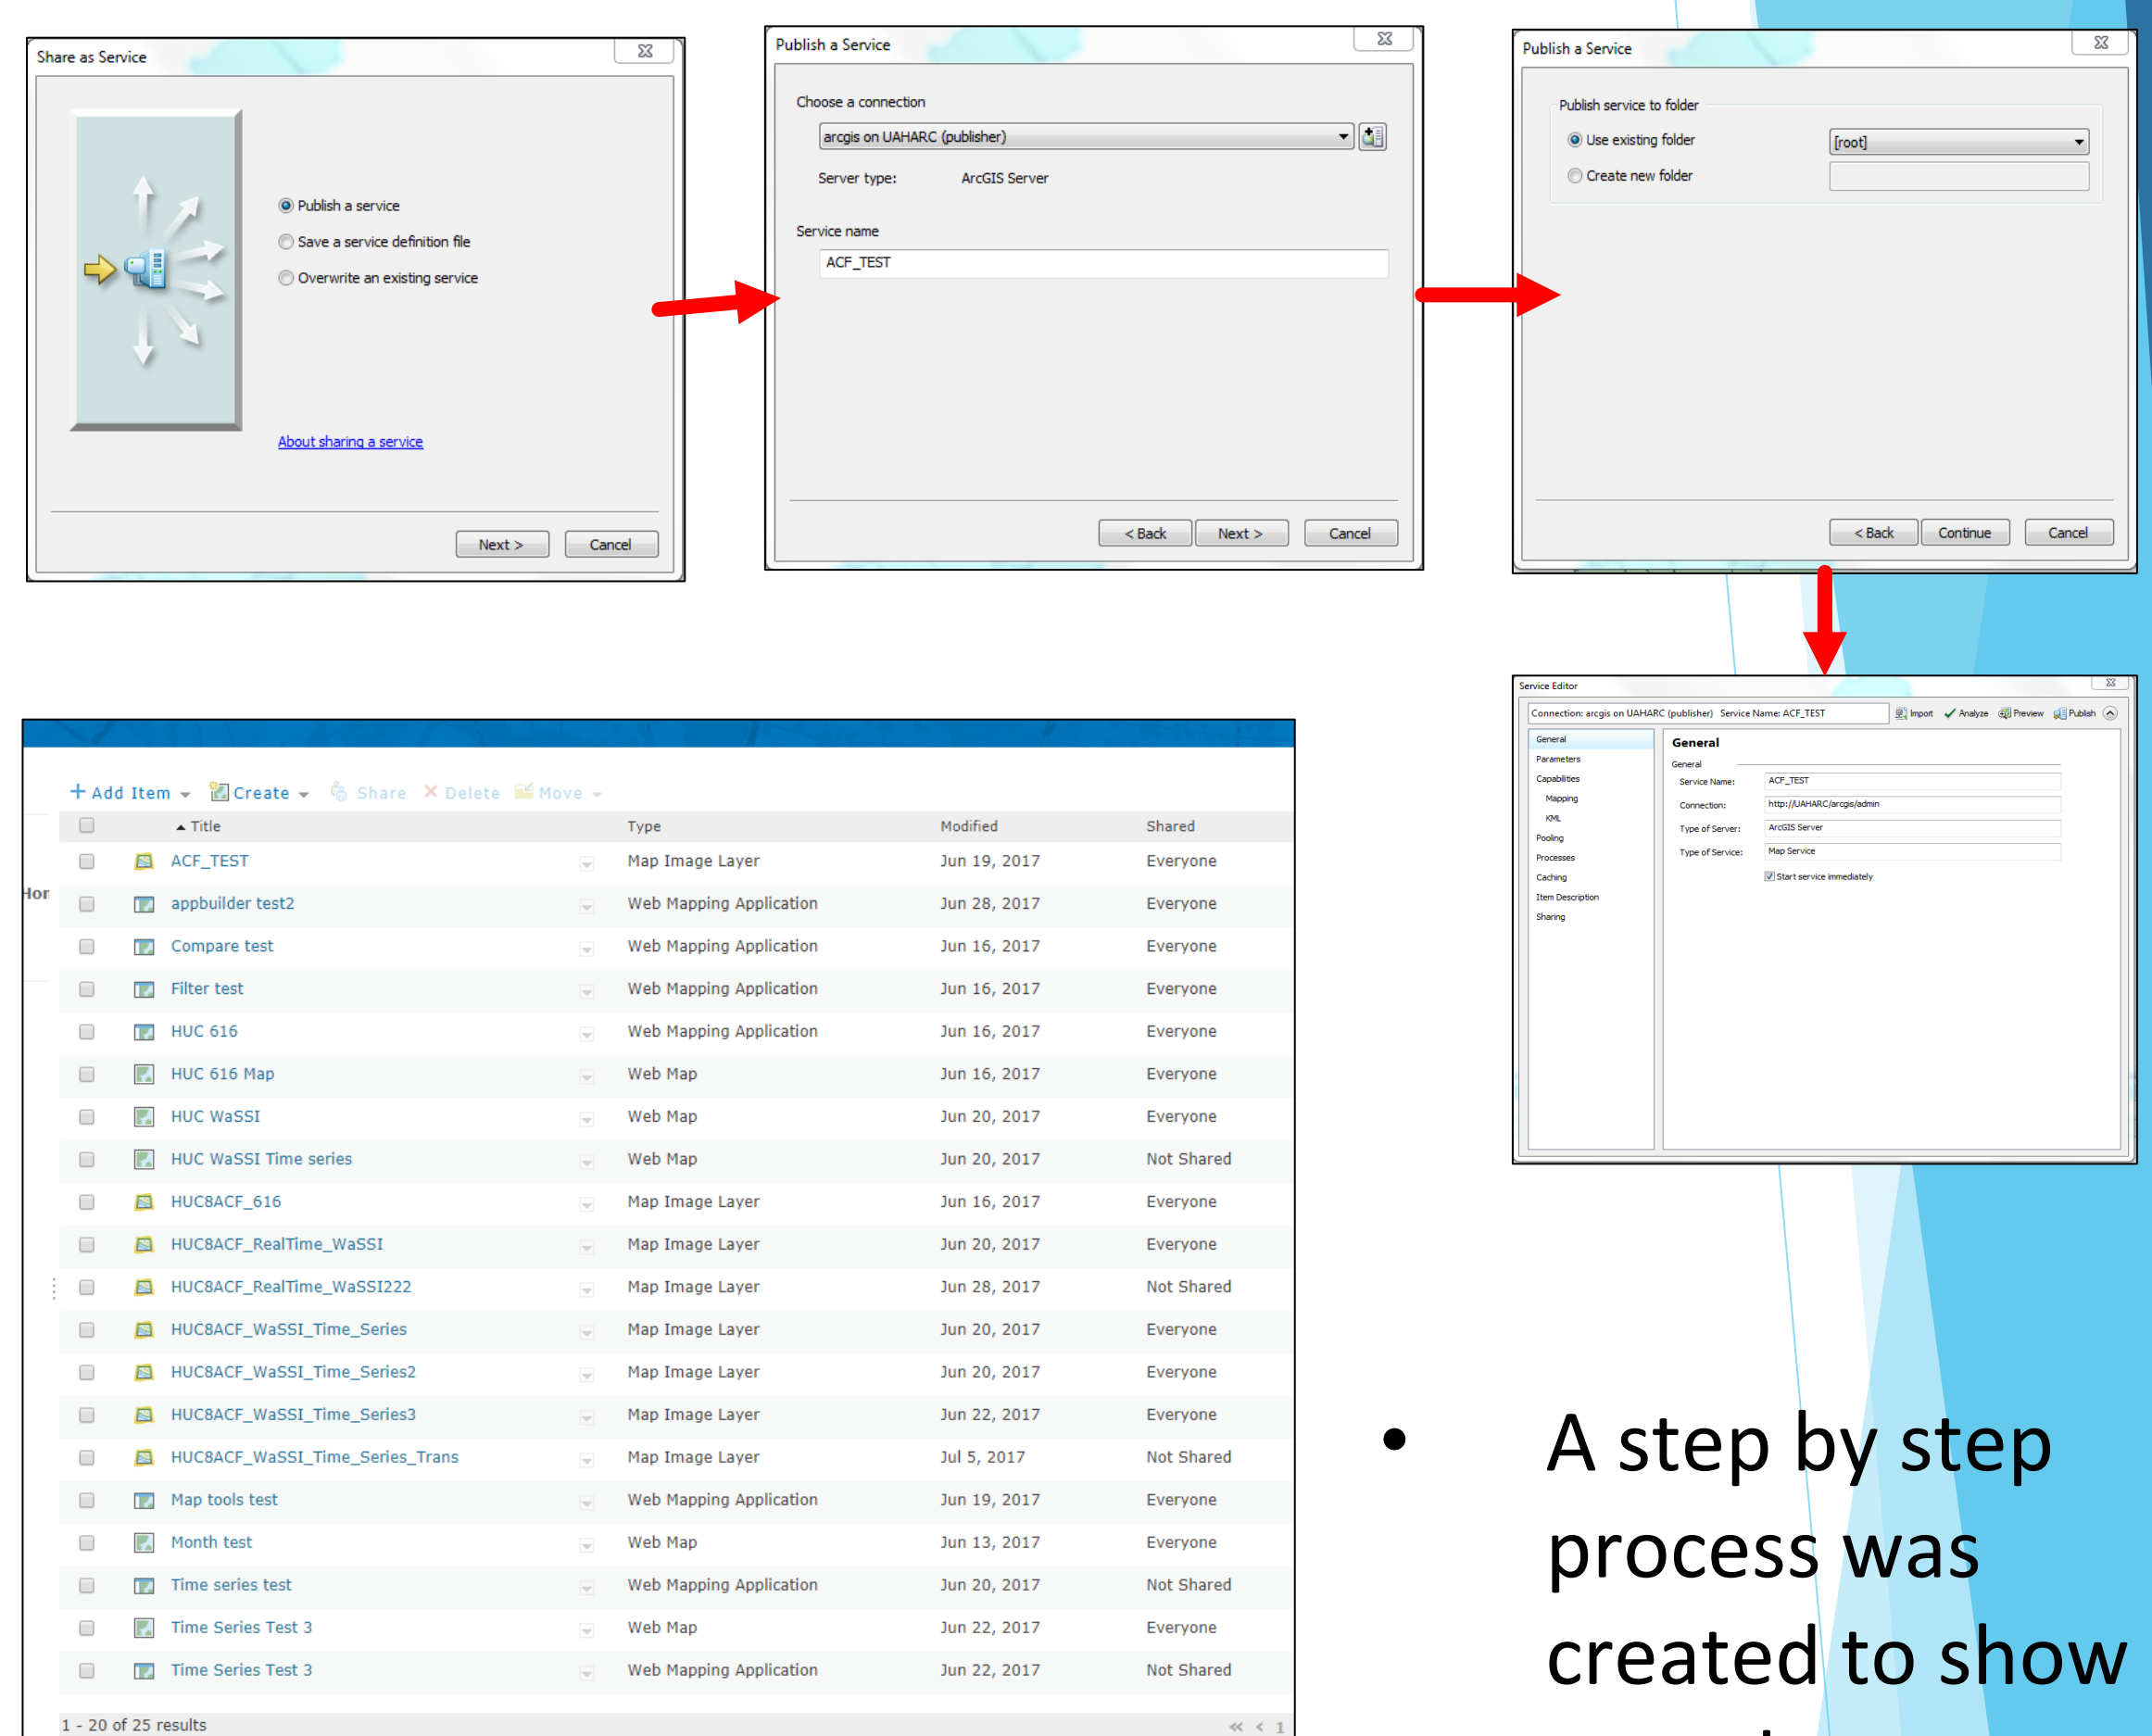 Share as Service
Publish a service
Save a service definition file
Overwrite an existing service
About sharing a service
Next >
Cancel
Publish a Service
Choose a connection
arcgis on UAHARC (publisher)
Server type: ArcGIS Server
Service name
ACF_TEST
< Back Next > Cancel
Publish a Service
Publish service to folder
Use existing folder [root]
Create new folder
< Back Continue Cancel
Service Editor
Connection: arcgis on UAHARC (publisher) Service Name: ACF_TEST Import Analyze Preview Publish
General
Parameters
Capabilities
Mapping
KML
Pooling
Processes
Caching
Item Description
Sharing
General
General
Service Name: ACF_TEST
Connection: http://UAHARC/arcgis/admin
Type of Server: ArcGIS Server
Type of Service: Map Service
Start service immediately
+ Add Item Create Share Delete Move
Title Type Modified Shared
ACF_TEST Map Image Layer Jun 19, 2017 Everyone
appbuilder test2 Web Mapping Application Jun 28, 2017 Everyone
Compare test Web Mapping Application Jun 16, 2017 Everyone
Filter test Web Mapping Application Jun 16, 2017 Everyone
HUC 616 Web Mapping Application Jun 16, 2017 Everyone
HUC 616 Map Web Map Jun 16, 2017 Everyone
HUC WaSSI Web Map Jun 20, 2017 Everyone
HUC WaSSI Time series Web Map Jun 20, 2017 Not Shared
HUC8ACF_616 Map Image Layer Jun 16, 2017 Everyone
HUC8ACF_RealTime_WaSSI Map Image Layer Jun 20, 2017 Everyone
HUC8ACF_RealTime_WaSSI222 Map Image Layer Jun 28, 2017 Not Shared
HUC8ACF_WaSSI_Time_Series Map Image Layer Jun 20, 2017 Everyone
HUC8ACF_WaSSI_Time_Series2 Map Image Layer Jun 20, 2017 Everyone
HUC8ACF_WaSSI_Time_Series3 Map Image Layer Jun 22, 2017 Everyone
HUC8ACF_WaSSI_Time_Series_Trans Map Image Layer Jul 5, 2017 Not Shared
Map tools test Web Mapping Application Jun 19, 2017 Everyone
Month test Web Map Jun 13, 2017 Everyone
Time series test Web Mapping Application Jun 20, 2017 Not Shared
Time Series Test 3 Web Map Jun 22, 2017 Everyone
Time Series Test 3 Web Mapping Application Jun 22, 2017 Not Shared
1 - 20 of 25 results « < 1
• A step by step
process was
created to show